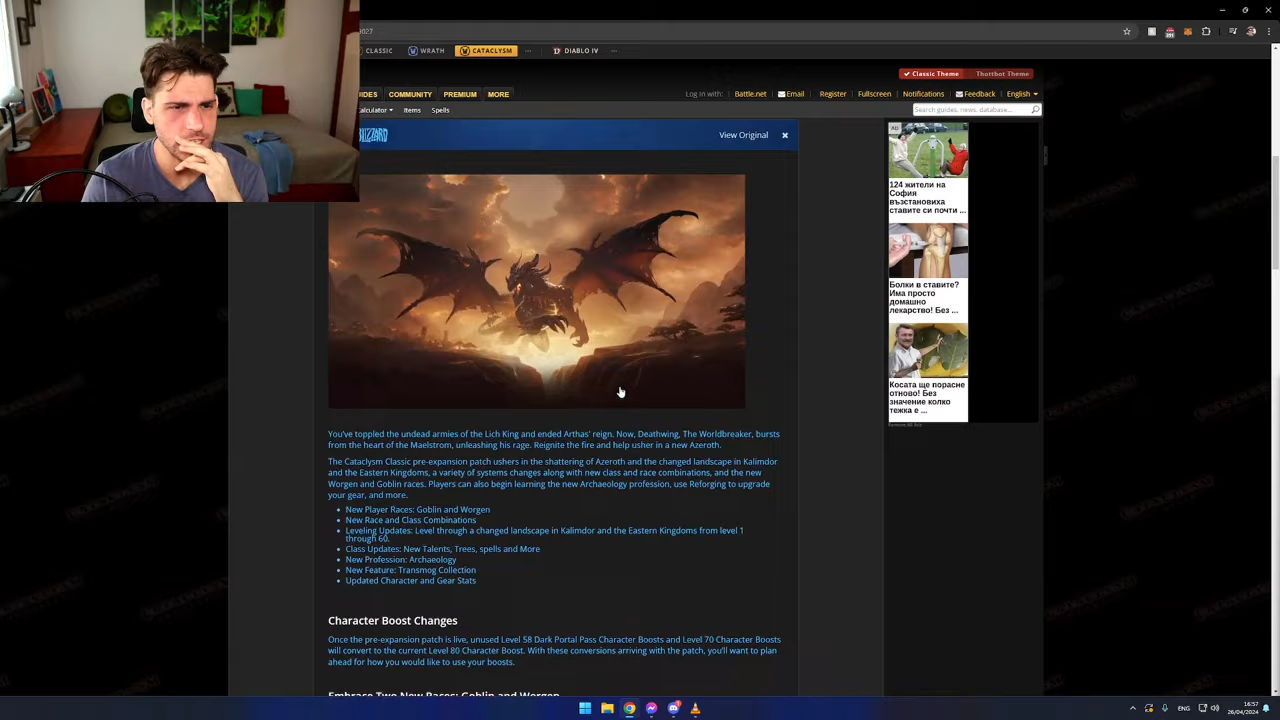 CLASSIC WRATH CATACLYSM ... DIABLO IV ...
Classic Theme Thottbot Theme
COMMUNITY PREMIUM MORE Log in with: Battle.net Email Register Fullscreen Notifications Feedback English
Items Spells Search guides, news, database...
BLIZZARD View Original
AD
124 жители на
София
възстановиха
ставите си почти ...
Болки в ставите?
Има просто
домашно
лекарство! Без ...
Косата ще порасне
отново! Без
значение колко
тежка е ...
You've toppled the undead armies of the Lich King and ended Arthas' reign. Now, Deathwing, The Worldbreaker, bursts
from the heart of the Maelstrom, unleashing his rage. Reignite the fire and help usher in a new Azeroth.
The Cataclysm Classic pre-expansion patch ushers in the shattering of Azeroth and the changed landscape in Kalimdor
and the Eastern Kingdoms, a variety of systems changes along with new class and race combinations, and the new
Worgen and Goblin races. Players can also begin learning the new Archaeology profession, use Reforging to upgrade
your gear, and more.
• New Player Races: Goblin and Worgen
• New Race and Class Combinations
• Leveling Updates: Level through a changed landscape in Kalimdor and the Eastern Kingdoms from level 1
through 60.
• Class Updates: New Talents, Trees, spells and More
• New Profession: Archaeology
• New Feature: Transmog Collection
• Updated Character and Gear Stats
Character Boost Changes
Once the pre-expansion patch is live, unused Level 58 Dark Portal Pass Character Boosts and Level 70 Character Boosts
will convert to the current Level 80 Character Boost. With these conversions arriving with the patch, you'll want to plan
ahead for how you would like to use your boosts.
Embrace Two New Races: Goblin and Worgen
ENG 16:57
26/04/2024